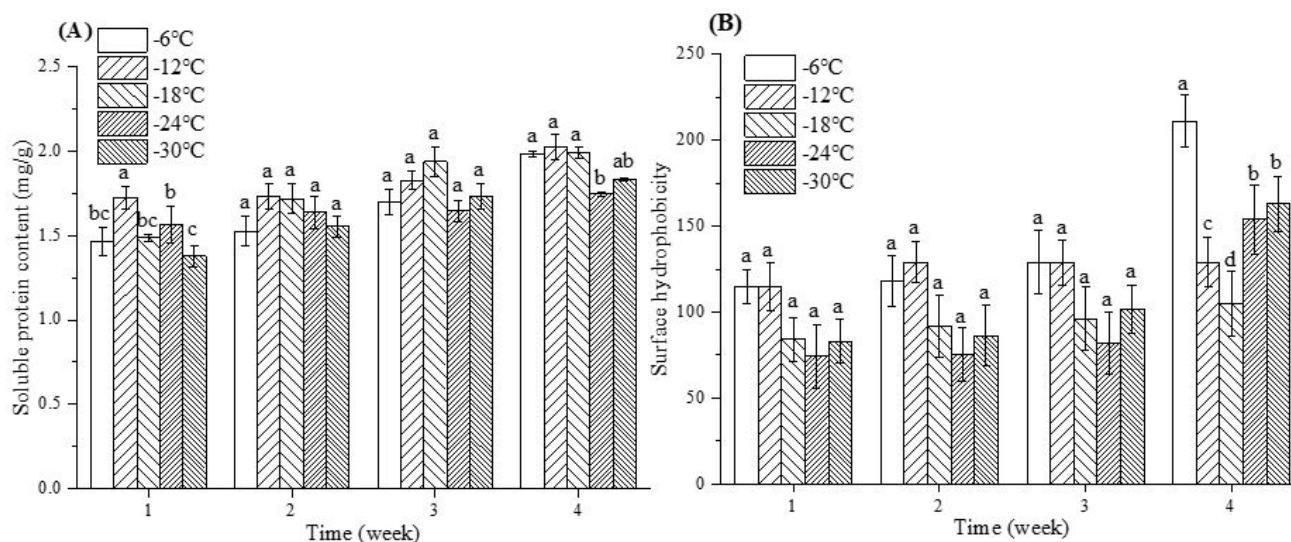 (A)
-6°C
-12°C
-18°C
-24°C
-30°C
Soluble protein content (mg/g)
2.5
2.0
1.5
1.0
0.5
0.0
bc a bc b c
a a a a a
a a a a a
a a a b ab
1 2 3 4
Time (week)
(B)
-6°C
-12°C
-18°C
-24°C
-30°C
Surface hydrophobicity
250
200
150
100
50
0
a a a a a
a a a a a
a a a a a
a c d b b
1 2 3 4
Time (week)